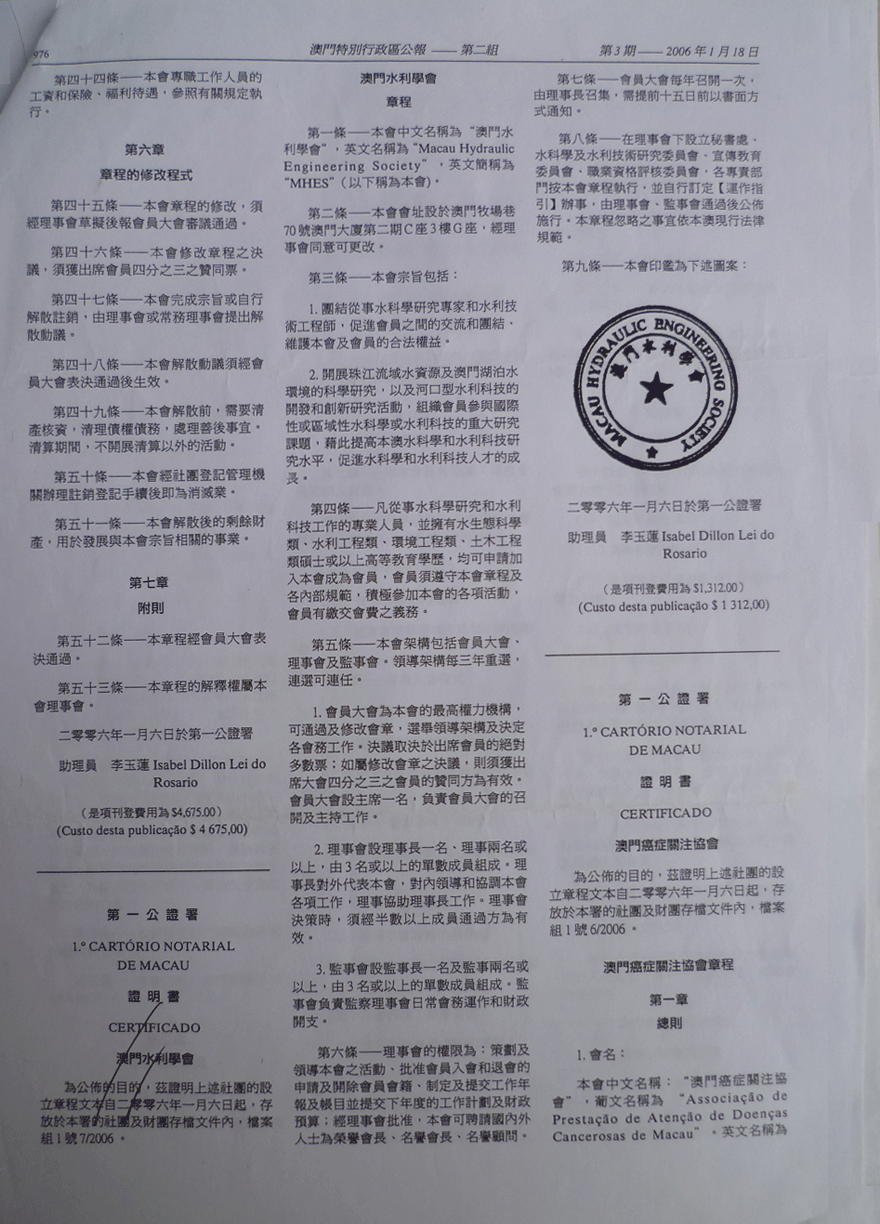 976
澳門特別行政區公報 —— 第二組
第3期 —— 2006年1月18日
第四十四條——本會專職工作人員的
工資和保險、福利待遇，參照有關規定執
行。
第六章
章程的修改程式
第四十五條——本會章程的修改，須
經理事會草擬後報會員大會審議通過。
第四十六條——本會修改章程之決
議，須獲出席會員四分之三之贊同票。
第四十七條——本會完成宗旨或自行
解散註銷，由理事會或常務理事會提出解
散動議。
第四十八條——本會解散動議須經會
員大會表決通過後生效。
第四十九條——本會解散前，需要清
產核資，清理債權債務，處理善後事宜。
清算期間，不開展清算以外的活動。
第五十條——本會經社團登記管理機
關辦理註銷登記手續後即為消滅業。
第五十一條——本會解散後的剩餘財
產，用於發展與本會宗旨相關的事業。
第七章
附則
第五十二條——本章程經會員大會表
決通過。
第五十三條——本章程的解釋權屬本
會理事會。
二零零六年一月六日於第一公證署
助理員　李玉蓮 Isabel Dillon Lei do
Rosario
（是項刊登費用為 $4,675.00）
(Custo desta publicação $ 4 675,00)
第一公證署
1.º CARTÓRIO NOTARIAL
DE MACAU
證明書
CERTIFICADO
澳門水利學會
為公佈的目的，茲證明上述社團的設
立章程文本自二零零六年一月六日起，存
放於本署的社團及財團存檔文件內，檔案
組1號7/2006。
澳門水利學會
章程
第一條——本會中文名稱為“澳門水
利學會”，英文名稱為“Macau Hydraulic
Engineering Society”，英文簡稱為
“MHES”（以下稱為本會）。
第二條——本會會址設於澳門牧場巷
70號澳門大廈第二期C座3樓G座，經理
事會同意可更改。
第三條——本會宗旨包括：
1. 團結從事水科學研究專家和水利技
術工程師，促進會員之間的交流和團結、
維護本會及會員的合法權益。
2. 開展珠江流域水資源及澳門湖泊水
環境的科學研究，以及河口型水利科技的
開發和創新研究活動，組織會員參與國際
性或區域性水科學或水利科技的重大研究
課題，藉此提高本澳水科學和水利科技研
究水平，促進水科學和水利科技人才的成
長。
第四條——凡從事水科學研究和水利
科技工作的專業人員，並擁有水生態科學
類、水利工程類、環境工程類、土木工程
類碩士或以上高等教育學歷，均可申請加
入本會成為會員，會員須遵守本會章程及
各內部規範，積極參加本會的各項活動，
會員有繳交會費之義務。
第五條——本會架構包括會員大會、
理事會及監事會。領導架構每三年重選，
連選可連任。
1. 會員大會為本會的最高權力機構，
可通過及修改會章，選舉領導架構及決定
各會務工作。決議取決於出席會員的絕對
多數票；如屬修改會章之決議，則須獲出
席大會四分之三之會員的贊同方為有效。
會員大會設主席一名，負責會員大會的召
開及主持工作。
2. 理事會設理事長一名、理事兩名或
以上，由3名或以上的單數成員組成。理
事長對外代表本會，對內領導和協調本會
各項工作，理事協助理事長工作。理事會
決策時，須經半數以上成員通過方為有
效。
3. 監事會設監事長一名及監事兩名或
以上，由3名或以上的單數成員組成。監
事會負責監察理事會日常會務運作和財政
開支。
第六條——理事會的權限為：策劃及
領導本會之活動、批准會員入會和退會的
申請及開除會員會籍、制定及提交工作年
報及帳目並提交下年度的工作計劃及財政
預算；經理事會批准，本會可聘請國內外
人士為榮譽會長、名譽會長、名譽顧問。
第七條——會員大會每年召開一次，
由理事長召集，需提前十五日前以書面方
式通知。
第八條——在理事會下設立秘書處、
水科學及水利技術研究委員會、宣傳教育
委員會、職業資格評核委員會，各專責部
門按本會章程執行，並自行訂定【運作指
引】辦事，由理事會、監事會通過後公佈
施行。本章程忽略之事宜依本澳現行法律
規範。
第九條——本會印鑑為下述圖案：
MACAU HYDRAULIC ENGINEERING SOCIETY
澳門水利學會
二零零六年一月六日於第一公證署
助理員　李玉蓮 Isabel Dillon Lei do
Rosario
（是項刊登費用為 $1,312.00）
(Custo desta publicação $ 1 312,00)
第一公證署
1.º CARTÓRIO NOTARIAL
DE MACAU
證明書
CERTIFICADO
澳門癌症關注協會
為公佈的目的，茲證明上述社團的設
立章程文本自二零零六年一月六日起，存
放於本署的社團及財團存檔文件內，檔案
組1號6/2006。
澳門癌症關注協會章程
第一章
總則
1. 會名：
本會中文名稱：“澳門癌症關注協
會”，葡文名稱為 “Associação de
Prestação de Atenção de Doenças
Cancerosas de Macau”。英文名稱為